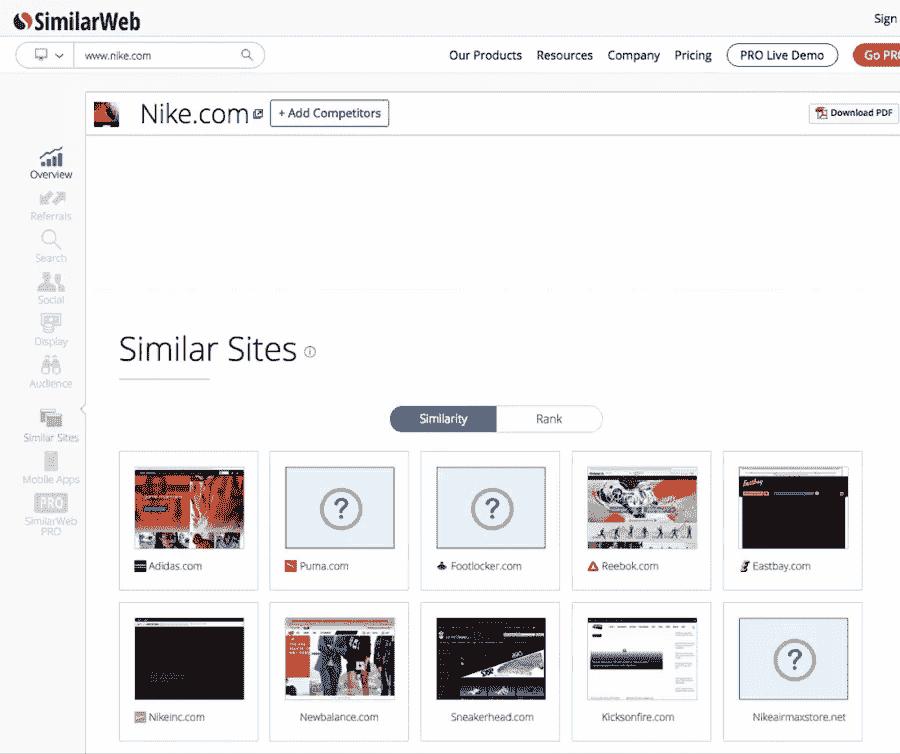 SimilarWeb
Sign
www.nike.com
Our Products Resources Company Pricing PRO Live Demo Go PRO
Nike.com + Add Competitors Download PDF
Overview
Referrals
Search
Social
Display
Audience
Similar Sites
Mobile Apps
PRO
SimilarWeb
PRO
Similar Sites
Similarity Rank
? ?
Adidas.com Puma.com Footlocker.com Reebok.com Eastbay.com
?
Nikeinc.com Newbalance.com Sneakerhead.com Kicksonfire.com Nikeairmaxstore.net